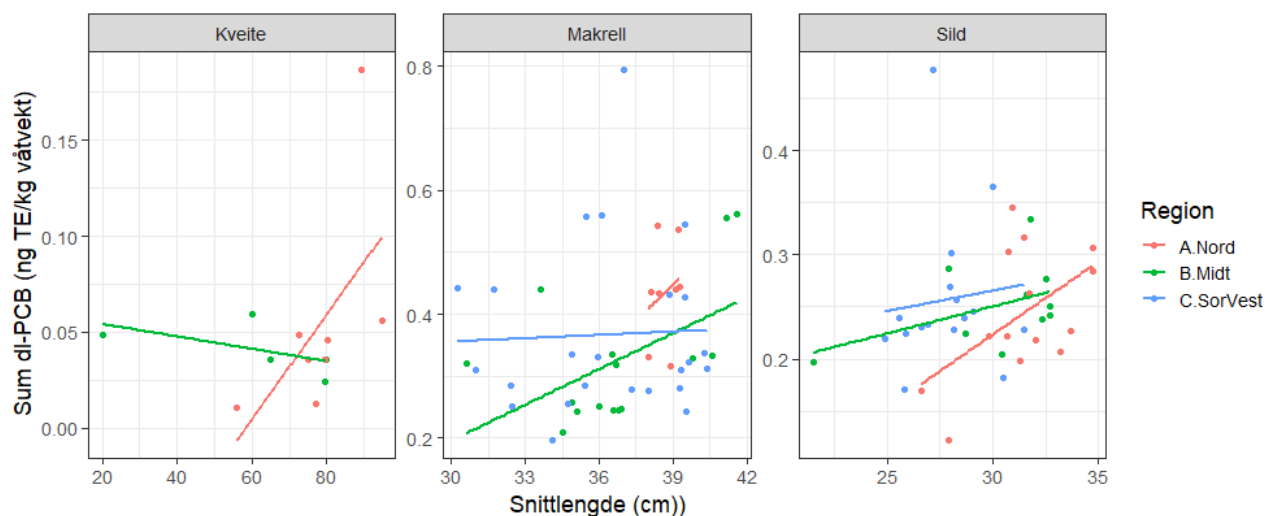 Kveite
Makrell
Sild
Sum dl-PCB (ng TE/kg våtvekt)
0.15
0.10
0.05
0.00
0.8
0.6
0.4
0.2
0.4
0.3
0.2
20 40 60 80
30 33 36 39 42
25 30 35
Snittlengde (cm))
Region
A.Nord
B.Midt
C.SorVest